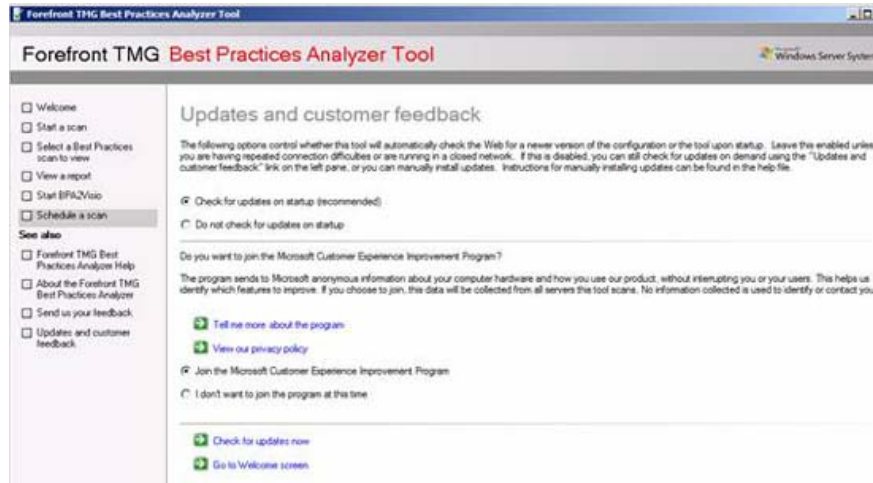 Forefront TMG Best Practices Analyzer Tool
Forefront TMG Best Practices Analyzer Tool
Microsoft
Windows Server System
Welcome
Start a scan
Select a Best Practices
scan to view
View a report
Start BPA2Visio
Schedule a scan
See also
Forefront TMG Best
Practices Analyzer Help
About the Forefront TMG
Best Practices Analyzer
Send us your feedback
Updates and customer
feedback
Updates and customer feedback
The following options control whether this tool will automatically check the Web for a newer version of the configuration or the tool upon startup. Leave this enabled unles
you are having repeated connection difficulties or are running in a closed network. If this is disabled, you can still check for updates on demand using the "Updates and
customer feedback" link on the left pane, or you can manually install updates. Instructions for manually installing updates can be found in the help file.
Check for updates on startup (recommended)
Do not check for updates on startup
Do you want to join the Microsoft Customer Experience Improvement Program?
The program sends to Microsoft anonymous information about your computer hardware and how you use our product, without interrupting you or your users. This helps us
identify which features to improve. If you choose to join, this data will be collected from all servers this tool scans. No information collected is used to identify or contact you
Tell me more about the program
View our privacy policy
Join the Microsoft Customer Experience Improvement Program
I don't want to join the program at this time
Check for updates now
Go to Welcome screen